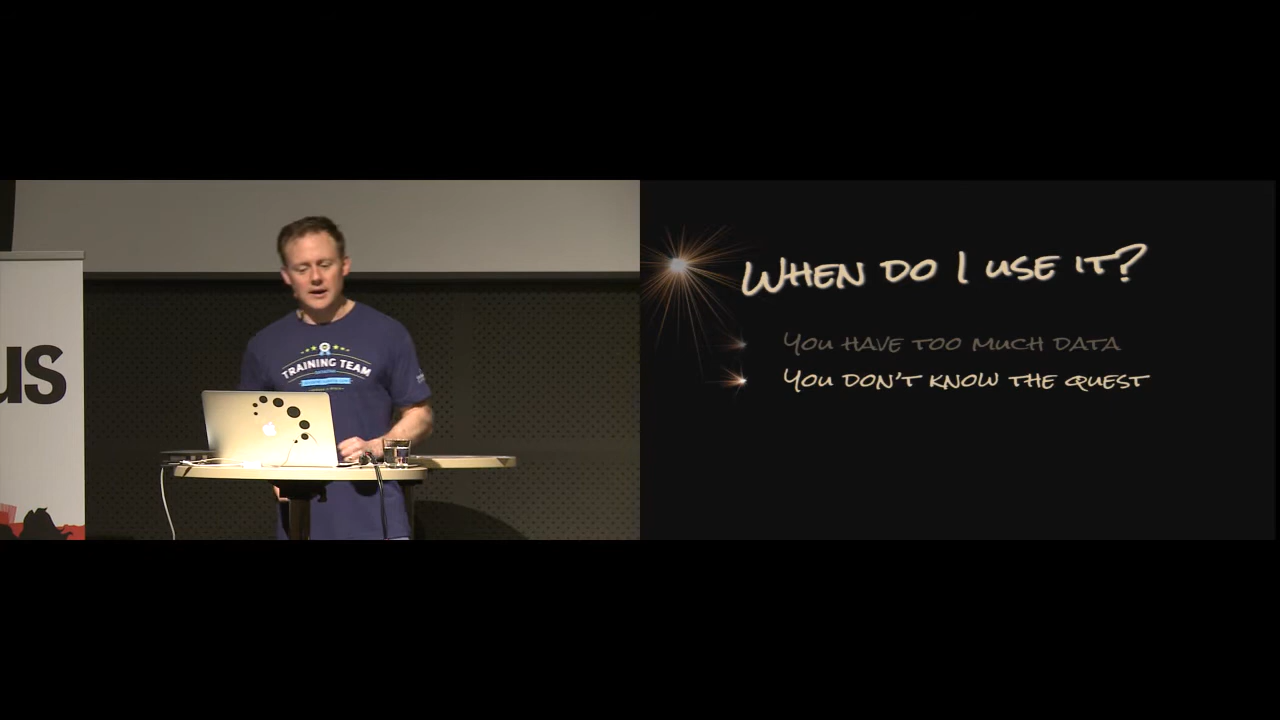 us
TRAINING TEAM
When do I use it?
You have too much data
You don't know the quest